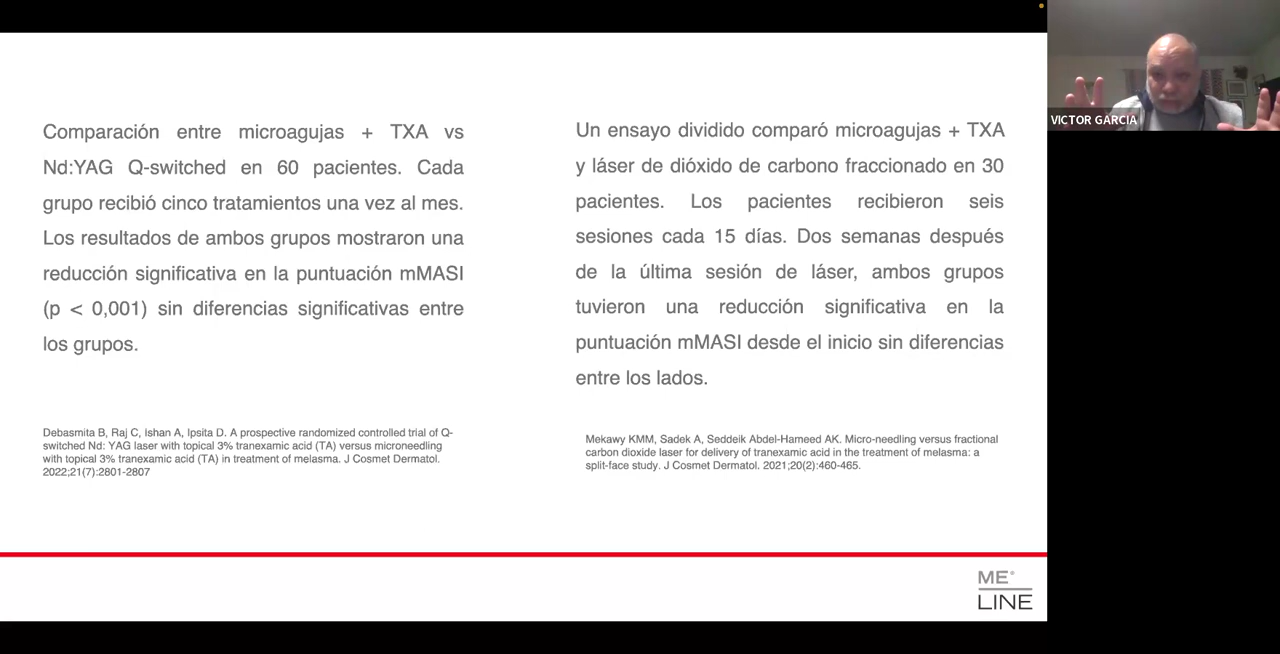 Comparación entre microagujas + TXA vs
Nd:YAG Q-switched en 60 pacientes. Cada
grupo recibió cinco tratamientos una vez al mes.
Los resultados de ambos grupos mostraron una
reducción significativa en la puntuación mMASI
(p < 0,001) sin diferencias significativas entre
los grupos.
Debasmita B, Raj C, Ishan A, Ipsita D. A prospective randomized controlled trial of Q-
switched Nd: YAG laser with topical 3% tranexamic acid (TA) versus microneedling
with topical 3% tranexamic acid (TA) in treatment of melasma. J Cosmet Dermatol.
2022;21(7):2801-2807
Un ensayo dividido comparó microagujas + TXA
y láser de dióxido de carbono fraccionado en 30
pacientes. Los pacientes recibieron seis
sesiones cada 15 días. Dos semanas después
de la última sesión de láser, ambos grupos
tuvieron una reducción significativa en la
puntuación mMASI desde el inicio sin diferencias
entre los lados.
Mekawy KMM, Sadek A, Seddeik Abdel-Hameed AK. Micro-needling versus fractional
carbon dioxide laser for delivery of tranexamic acid in the treatment of melasma: a
split-face study. J Cosmet Dermatol. 2021;20(2):460-465.
VICTOR GARCIA
ME®
LINE